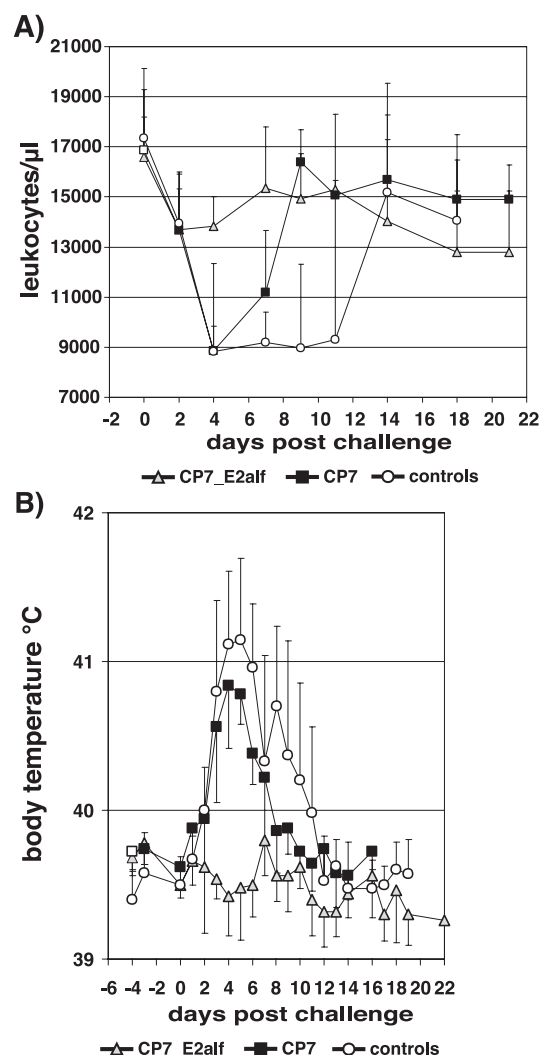 A)
21000
19000
17000
15000
13000
11000
9000
7000
leukocytes/µl
-2 0 2 4 6 8 10 12 14 16 18 20 22
days post challenge
CP7_E2alf CP7 controls
B)
42
41
40
39
body temperature °C
-6 -4 -2 0 2 4 6 8 10 12 14 16 18 20 22
days post challenge
CP7_E2alf CP7 controls